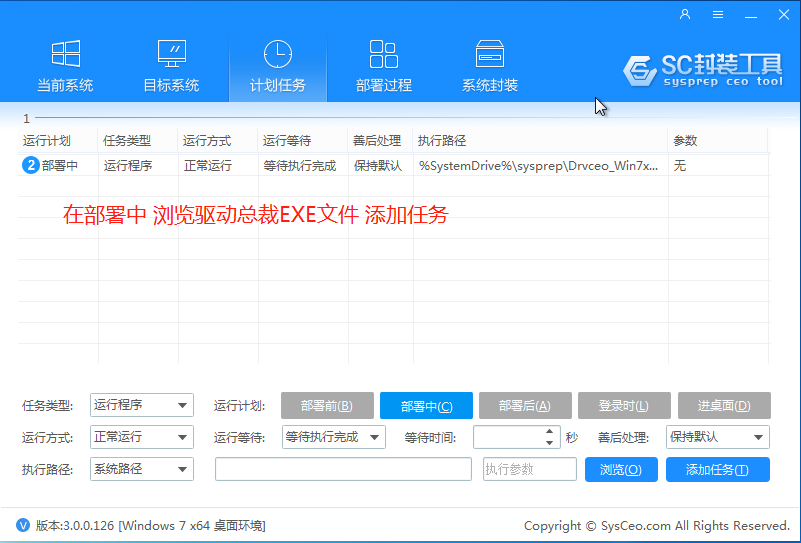 SC封装工具
sysprep ceo tool
当前系统 目标系统 计划任务 部署过程 系统封装
1
运行计划 任务类型 运行方式 运行等待 善后处理 执行路径 参数
2 部署中 运行程序 正常运行 等待执行完成 保持默认 %SystemDrive%\sysprep\Drvceo_Win7x... 无
在部署中 浏览驱动总裁EXE文件 添加任务
任务类型: 运行程序 运行计划: 部署前(B) 部署中(C) 部署后(A) 登录时(L) 进桌面(D)
运行方式: 正常运行 运行等待: 等待执行完成 等待时间: 秒 善后处理: 保持默认
执行路径: 系统路径 执行参数 浏览(O) 添加任务(T)
V 版本:3.0.0.126 [Windows 7 x64 桌面环境] Copyright © SysCeo.com All Rights Reserved.